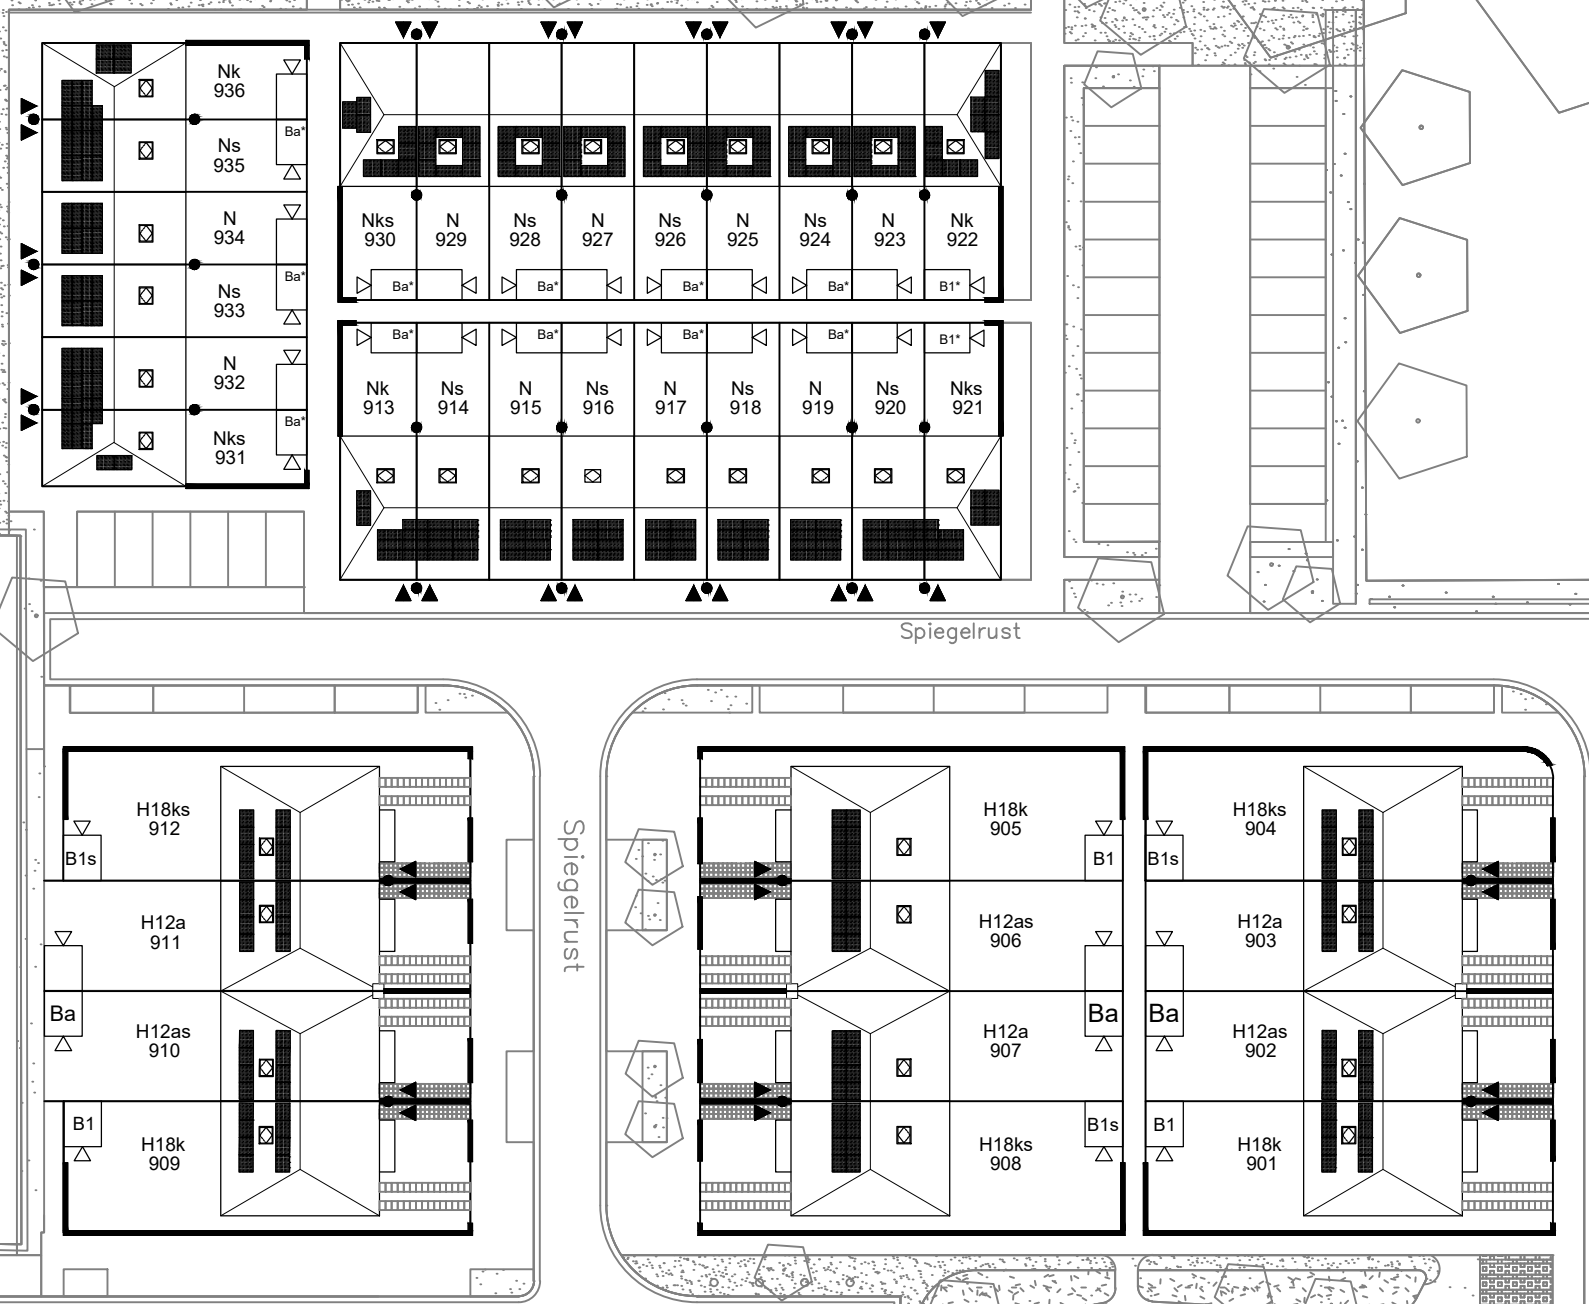 Nk
936
Ba*
Ns
935
N
934
Ba*
Ns
933
N
932
Ba*
Nks
931
Nks
930
N
929
Ns
928
N
927
Ns
926
N
925
Ns
924
N
923
Nk
922
Ba*
Ba*
Ba*
Ba*
B1*
Ba*
Ba*
Ba*
Ba*
B1*
Nk
913
Ns
914
N
915
Ns
916
N
917
Ns
918
N
919
Ns
920
Nks
921
Spiegelrust
Spiegelrust
H18ks
912
B1s
H12a
911
Ba
H12as
910
B1
H18k
909
H18k
905
B1
H12as
906
Ba
H12a
907
B1s
H18ks
908
H18ks
904
B1s
H12a
903
Ba
H12as
902
B1
H18k
901